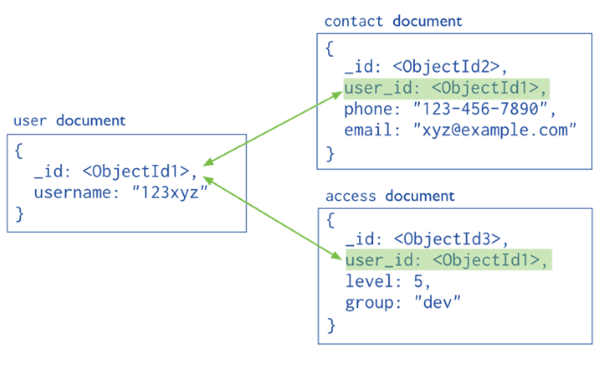 contact document
{
_id: <ObjectId2>,
user_id: <ObjectId1>,
phone: "123-456-7890",
email: "xyz@example.com"
}
user document
{
_id: <ObjectId1>,
username: "123xyz"
}
access document
{
_id: <ObjectId3>,
user_id: <ObjectId1>,
level: 5,
group: "dev"
}